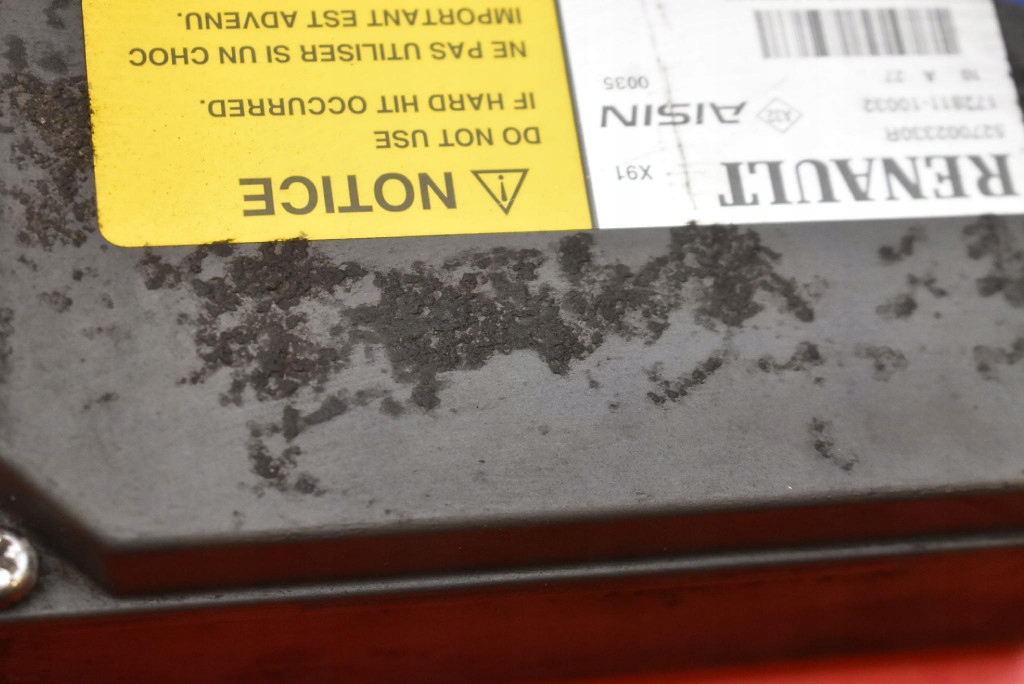 RENAULT X91
527002330R
172811-10032
AISIN 0035
10 A 27
NOTICE
DO NOT USE
IF HARD HIT OCCURRED.
NE PAS UTILISER SI UN CHOC
IMPORTANT EST ADVENU.